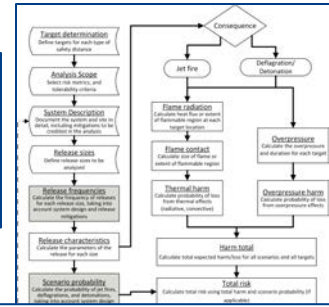 Target determination
Define targets for each type of
safety distance
Analysis Scope
Select risk metrics, and
tolerability criteria
System Description
Document the system and site in
detail, including mitigations to be
credited in the analysis
Release sizes
Define release sizes to be
analyzed
Release frequencies
Calculate the frequency of releases
for each release size, taking into
account system design and release
mitigations
Release characteristics
Calculate the parameters of the
release for each size
Scenario probability
Calculate the probability of jet fires,
deflagrations, and detonations,
taking into account system design
Consequence
Jet fire
Deflagration/
Detonation
Flame radiation
Calculate heat flux or extent
of flammable region at each
target location
Flame contact
Calculate size of flame or
extent of flammable region
Thermal harm
Calculate probability of loss
from thermal effects
(radiative, convective)
Overpressure
Calculate the overpressure
and duration for each target
Overpressure harm
Calculate probability of loss
from overpressure effects
Harm total
Calculate total expected harm/loss for all scenarios and all targets
Total risk
Calculate total risk using total harm and scenario probability (if
applicable)